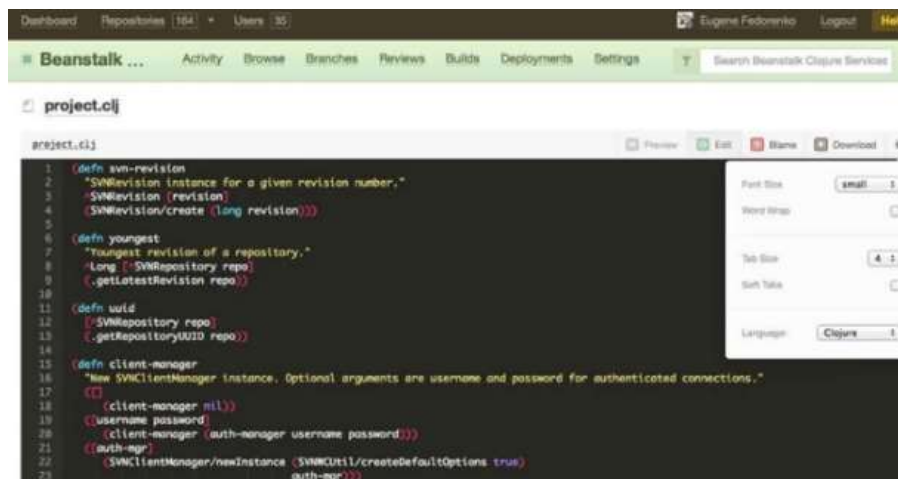 Dashboard Repositories 164 Users 35 Eugene Fedorenko Logout Hel
Beanstalk ... Activity Browse Branches Reviews Builds Deployments Settings Search Beanstalk Clojure Services
project.clj
project.clj Preview Edit Blame Download
1 (defn svn-revision
2 "SVNRevision instance for a given revision number."
3 ^SVNRevision [revision]
4 (SVNRevision/create (long revision)))
5
6 (defn youngest
7 "Youngest revision of a repository."
8 ^Long [^SVNRepository repo]
9 (.getLatestRevision repo))
10
11 (defn uuid
12 [^SVNRepository repo]
13 (.getRepositoryUUID repo))
14
15 (defn client-manager
16 "New SVNClientManager instance. Optional arguments are username and password for authenticated connections."
17 ([]
18 (client-manager nil))
19 ([username password]
20 (client-manager (auth-manager username password)))
21 ([auth-mgr]
22 (SVNClientManager/newInstance (SVNWCUtil/createDefaultOptions true)
23 auth-mgr)))
Font Size small
Word Wrap
Tab Size 4
Soft Tabs
Language Clojure